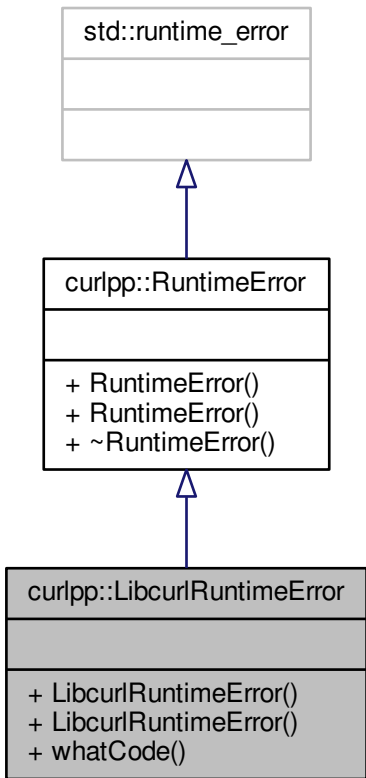 std::runtime_error
curlpp::RuntimeError
+ RuntimeError()
+ RuntimeError()
+ ~RuntimeError()
curlpp::LibcurlRuntimeError
+ LibcurlRuntimeError()
+ LibcurlRuntimeError()
+ whatCode()